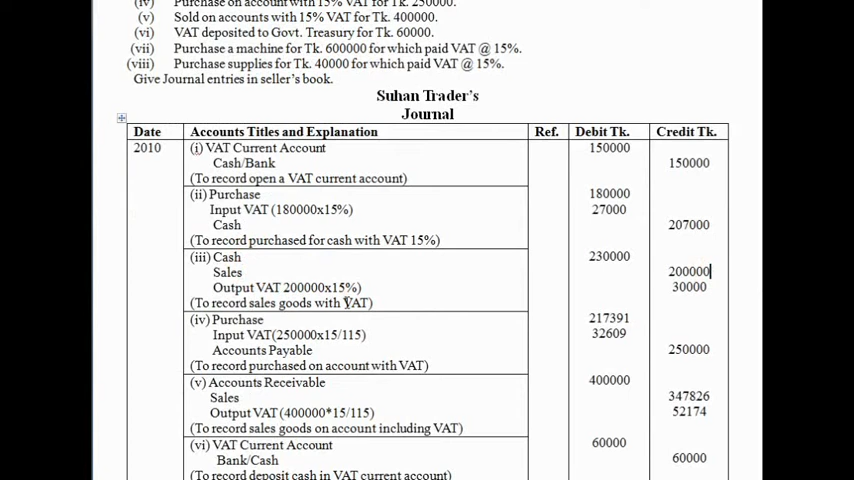 (iv) Purchase on account with 15% VAT for Tk. 250000.
(v) Sold on accounts with 15% VAT for Tk. 400000.
(vi) VAT deposited to Govt. Treasury for Tk. 60000.
(vii) Purchase a machine for Tk. 600000 for which paid VAT @ 15%.
(viii) Purchase supplies for Tk. 40000 for which paid VAT @ 15%.
Give Journal entries in seller's book.
Suhan Trader's
Journal
Date Accounts Titles and Explanation Ref. Debit Tk. Credit Tk.
2010 (i) VAT Current Account 150000
Cash/Bank 150000
(To record open a VAT current account)
(ii) Purchase 180000
Input VAT (180000x15%) 27000
Cash 207000
(To record purchased for cash with VAT 15%)
(iii) Cash 230000
Sales 200000
Output VAT 200000x15%) 30000
(To record sales goods with VAT)
(iv) Purchase 217391
Input VAT(250000x15/115) 32609
Accounts Payable 250000
(To record purchased on account with VAT)
(v) Accounts Receivable 400000
Sales 347826
Output VAT (400000*15/115) 52174
(To record sales goods on account including VAT)
(vi) VAT Current Account 60000
Bank/Cash 60000
(To record deposit cash in VAT current account)